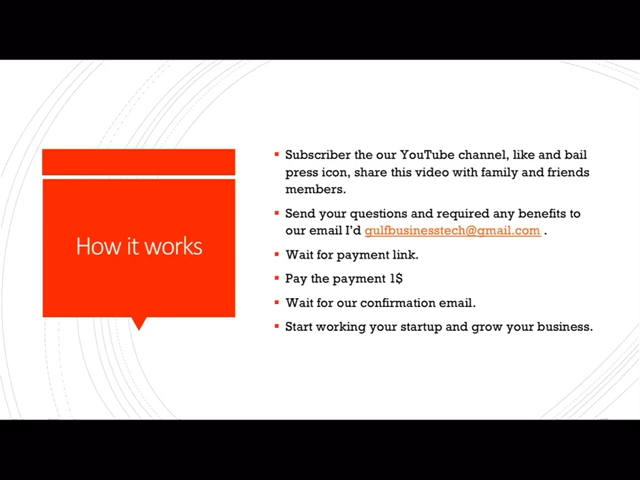 How it works
Subscriber the our YouTube channel, like and bail
press icon, share this video with family and friends
members.
Send your questions and required any benefits to
our email I'd gulfbusinesstech@gmail.com .
Wait for payment link.
Pay the payment 1$
Wait for our confirmation email.
Start working your startup and grow your business.